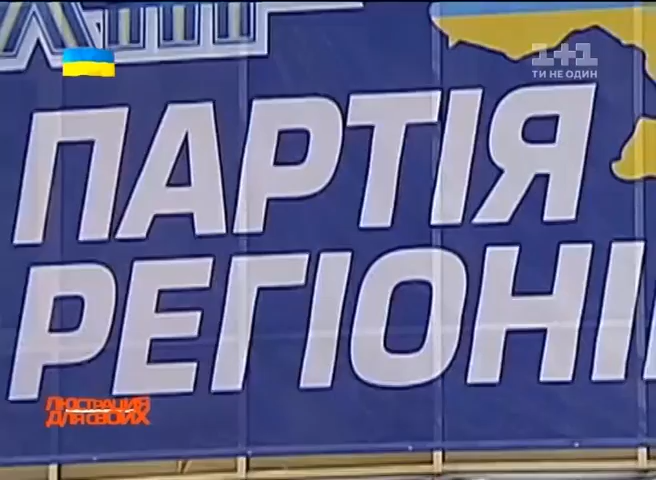 1+1
ТИ НЕ ОДИН
ПАРТІЯ
РЕГІОНІ
ЛЮСТРАЦИЯ
ДЛЯ СВОИХ